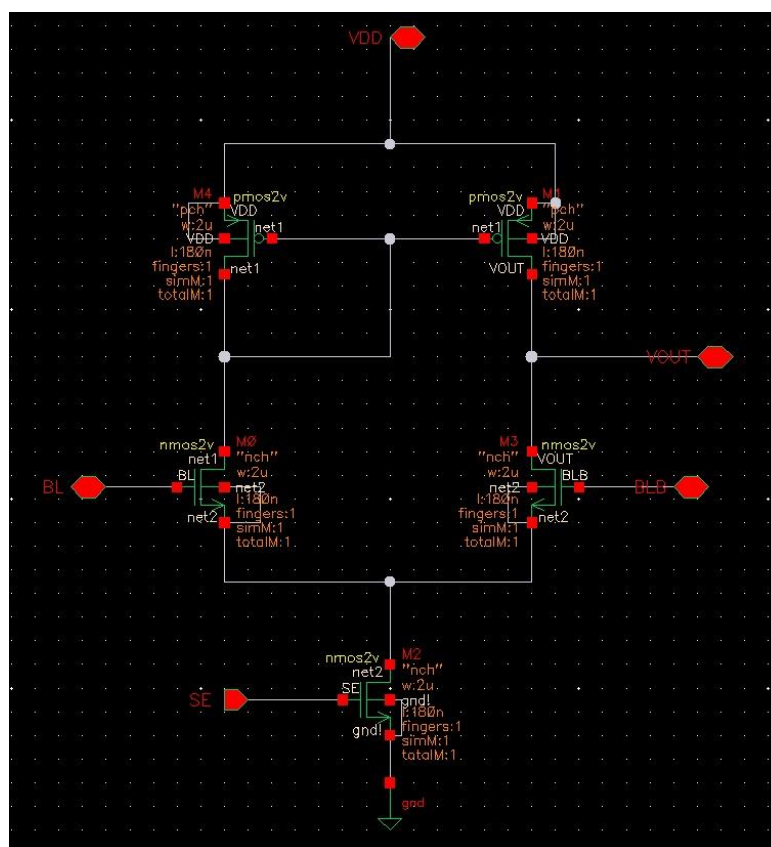 VDD
M4 pmos2v
"pch" VDD
w:2u
VDD net1
l:180n
fingers:1 net1
simM:1
totalM:1
pmos2v M1
VDD "pch"
w:2u
net1 VDD
l:180n
VOUT fingers:1
simM:1
totalM:1
VOUT
nmos2v M0
net1 "nch"
w:2u
BL BL net2
l:180n
net2 fingers:1
simM:1
totalM:1
M3 nmos2v
"nch" VOUT
w:2u BLB
net2 BLB
l:180n
fingers:1 net2
simM:1
totalM:1
nmos2v M2
net2 "nch"
w:2u
SE SE gnd!
l:180n
gnd! fingers:1
simM:1
totalM:1
gnd